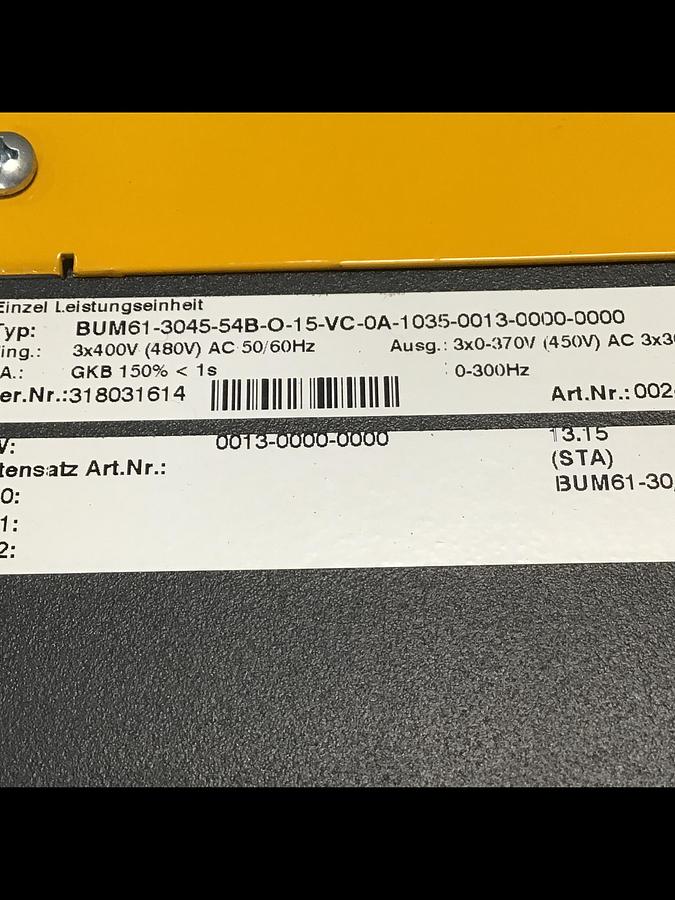 Einzel Leistungseinheit
Typ: BUM61-3045-54B-O-15-VC-0A-1035-0013-0000-0000
ing.: 3x400V (480V) AC 50/60Hz Ausg.: 3x0-370V (450V) AC 3x30
A.: GKB 150% < 1s : 0-300Hz
er.Nr.:318031614 Art.Nr.: 002
V: 0013-0000-0000 13.15
tensatz Art.Nr.: (STA)
0: BUM61-30
1:
2: